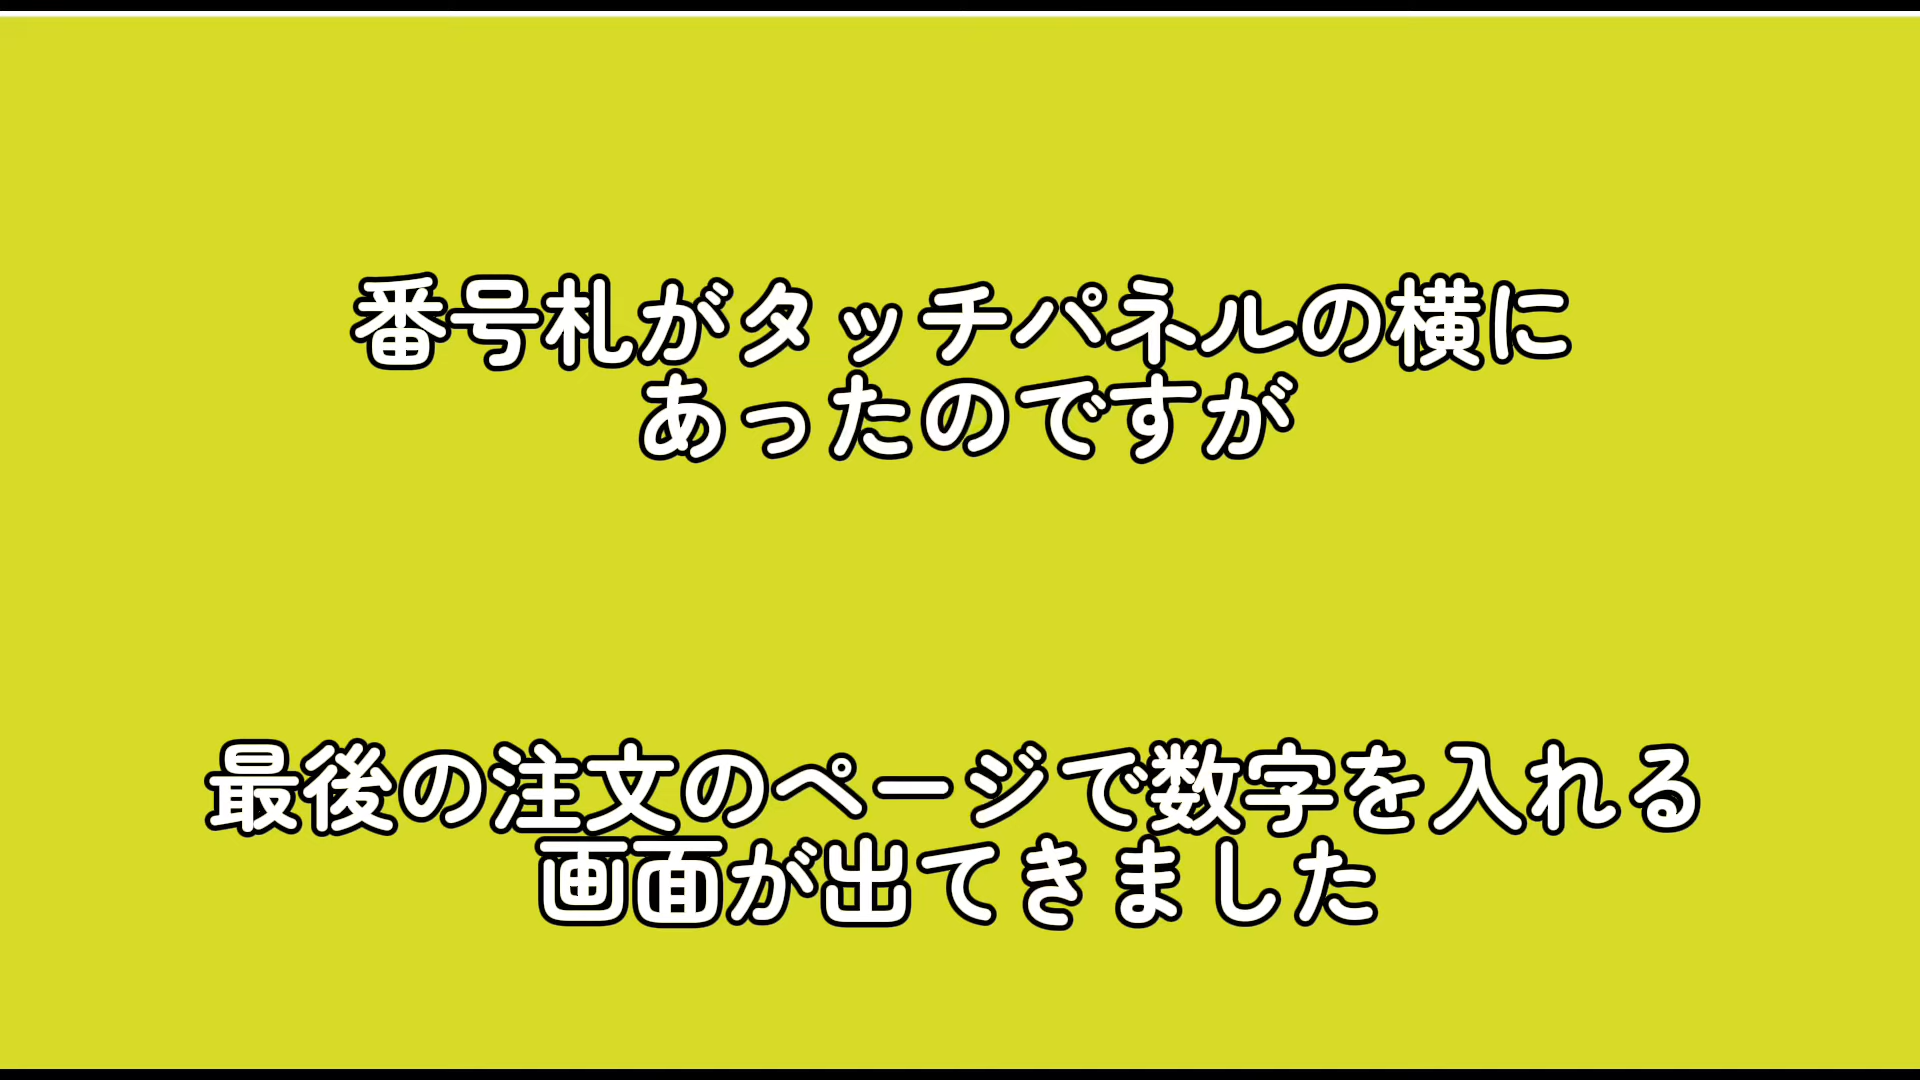 番号札がタッチパネルの横に
あったのですが
最後の注文のページで数字を入れる
画面が出てきました